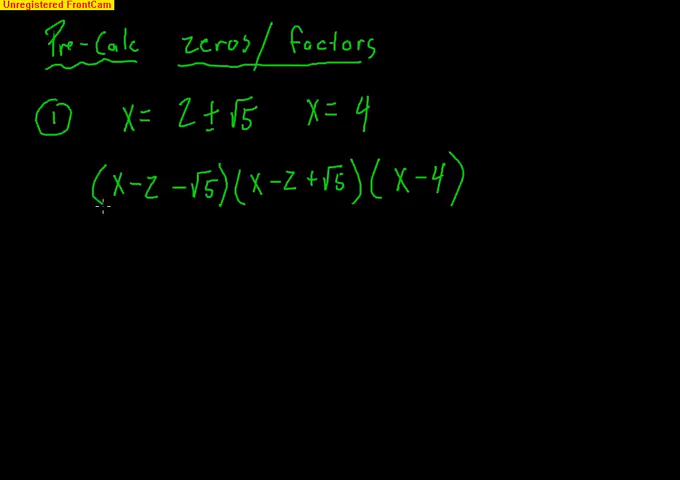 Unregistered FrontCam
Pre-Calc zeros/factors
① x= 2±√5 x= 4
(x-2-√5)(x-2+√5)(x-4)